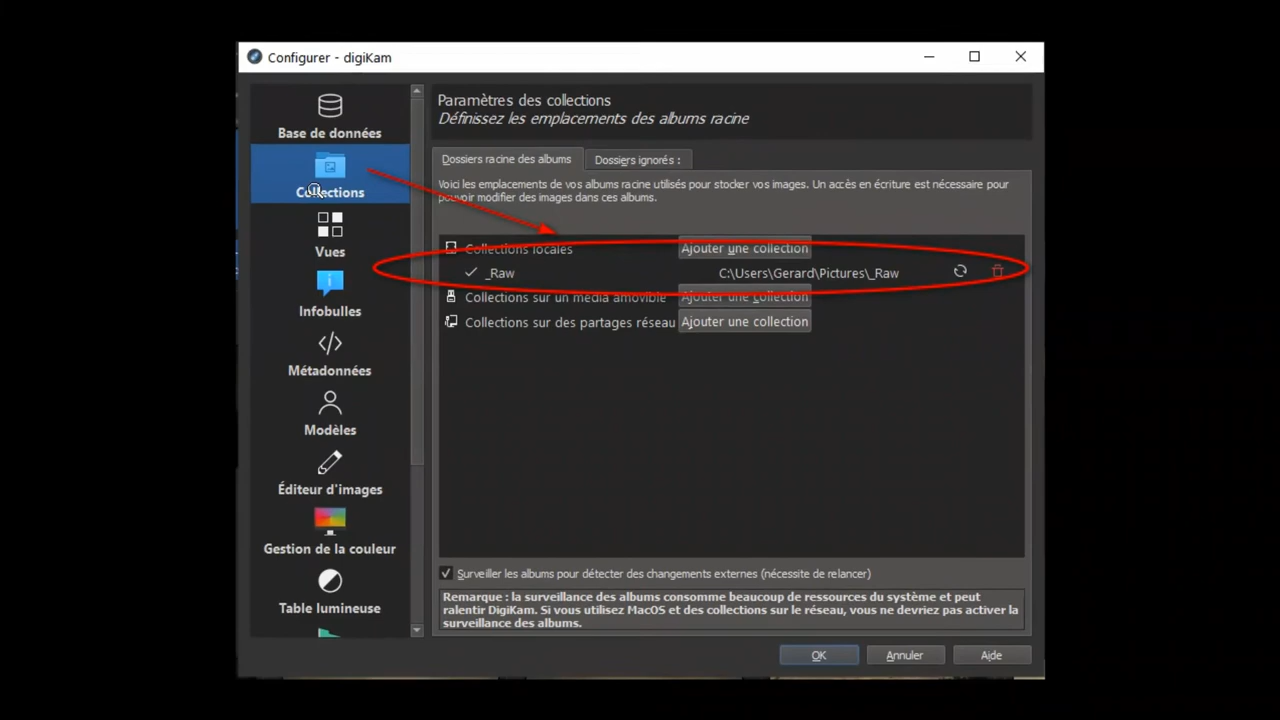 Configurer - digiKam
Base de données
Collections
Vues
Infobulles
Métadonnées
Modèles
Éditeur d'images
Gestion de la couleur
Table lumineuse
Paramètres des collections
Définissez les emplacements des albums racine
Dossiers racine des albums
Dossiers ignorés :
Voici les emplacements de vos albums racine utilisés pour stocker vos images. Un accès en écriture est nécessaire pour
pouvoir modifier des images dans ces albums.
Collections locales Ajouter une collection
_Raw C:\Users\Gerard\Pictures\_Raw
Collections sur un média amovible Ajouter une collection
Collections sur des partages réseau Ajouter une collection
Surveiller les albums pour détecter des changements externes (nécessite de relancer)
Remarque : la surveillance des albums consomme beaucoup de ressources du système et peut
ralentir DigiKam. Si vous utilisez MacOS et des collections sur le réseau, vous ne devriez pas activer la
surveillance des albums.
OK Annuler Aide